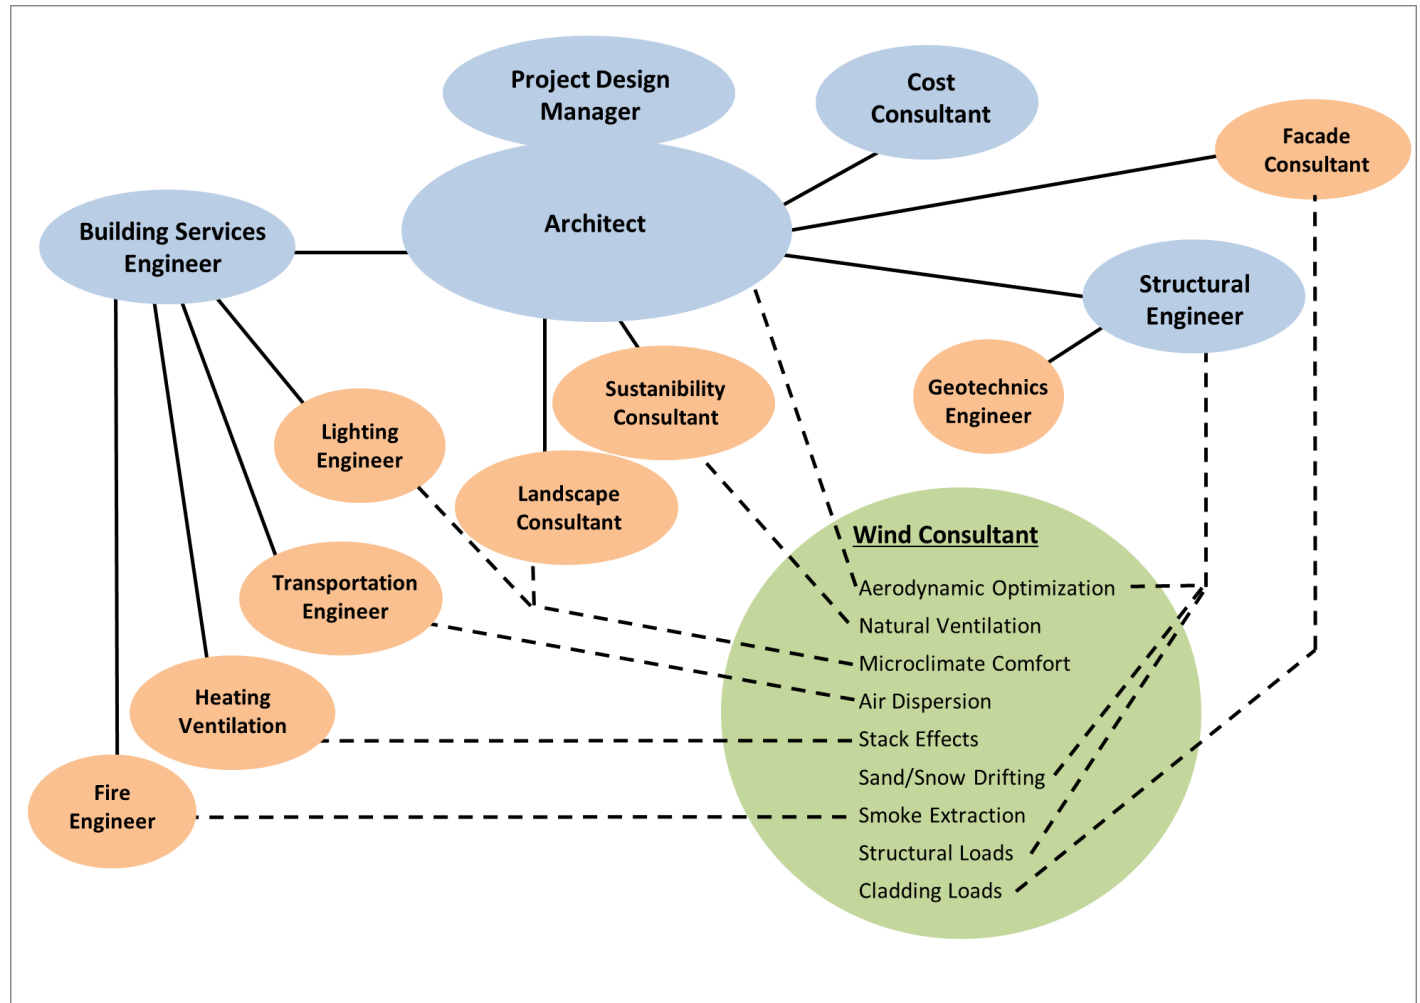 Project Design
Manager
Cost
Consultant
Facade
Consultant
Building Services
Engineer
Architect
Structural
Engineer
Geotechnics
Engineer
Sustanibility
Consultant
Lighting
Engineer
Landscape
Consultant
Transportation
Engineer
Heating
Ventilation
Fire
Engineer
Wind Consultant
Aerodynamic Optimization
Natural Ventilation
Microclimate Comfort
Air Dispersion
Stack Effects
Sand/Snow Drifting
Smoke Extraction
Structural Loads
Cladding Loads